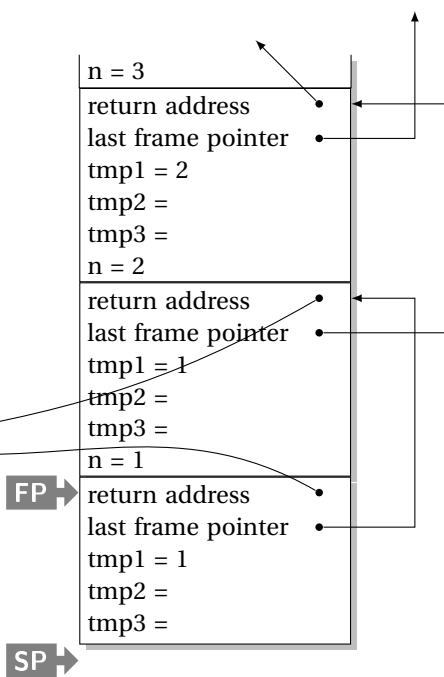 n = 3
return address
last frame pointer
tmp1 = 2
tmp2 =
tmp3 =
n = 2
return address
last frame pointer
tmp1 = 1
tmp2 =
tmp3 =
n = 1
FP
return address
last frame pointer
tmp1 = 1
tmp2 =
tmp3 =
SP